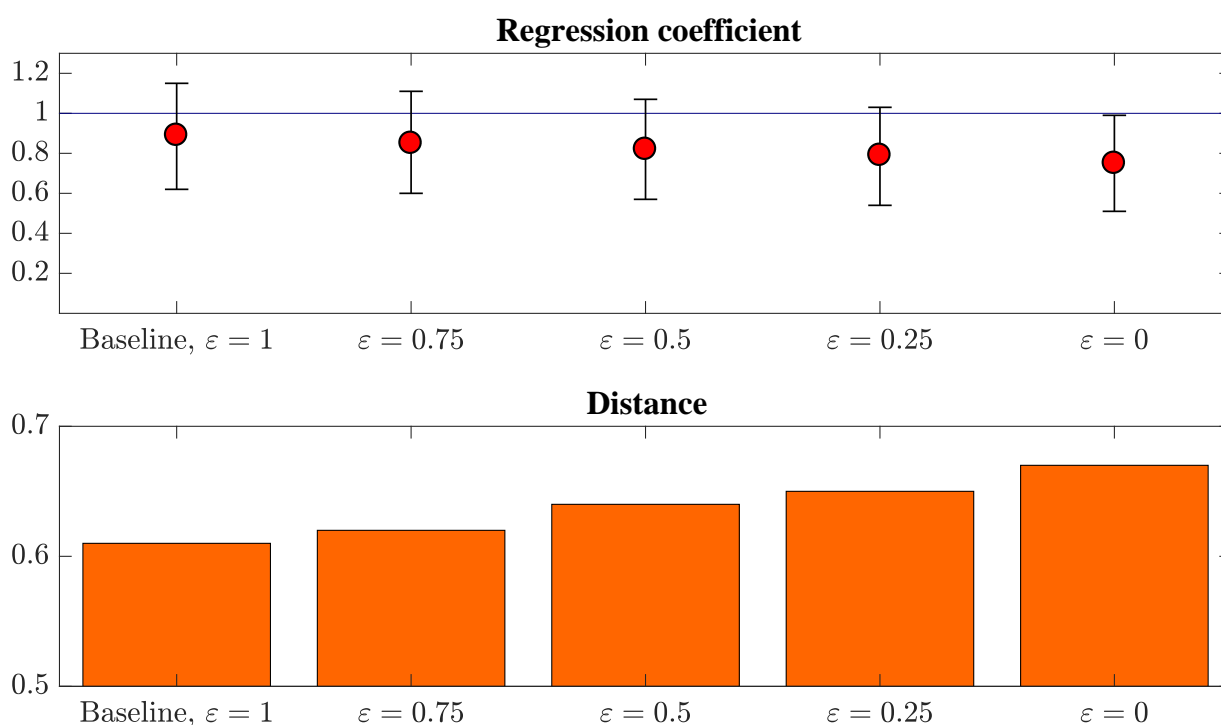 Regression coefficient
1.2
1
0.8
0.6
0.4
0.2
Baseline, ε = 1 ε = 0.75 ε = 0.5 ε = 0.25 ε = 0
Distance
0.7
0.6
0.5
Baseline, ε = 1 ε = 0.75 ε = 0.5 ε = 0.25 ε = 0